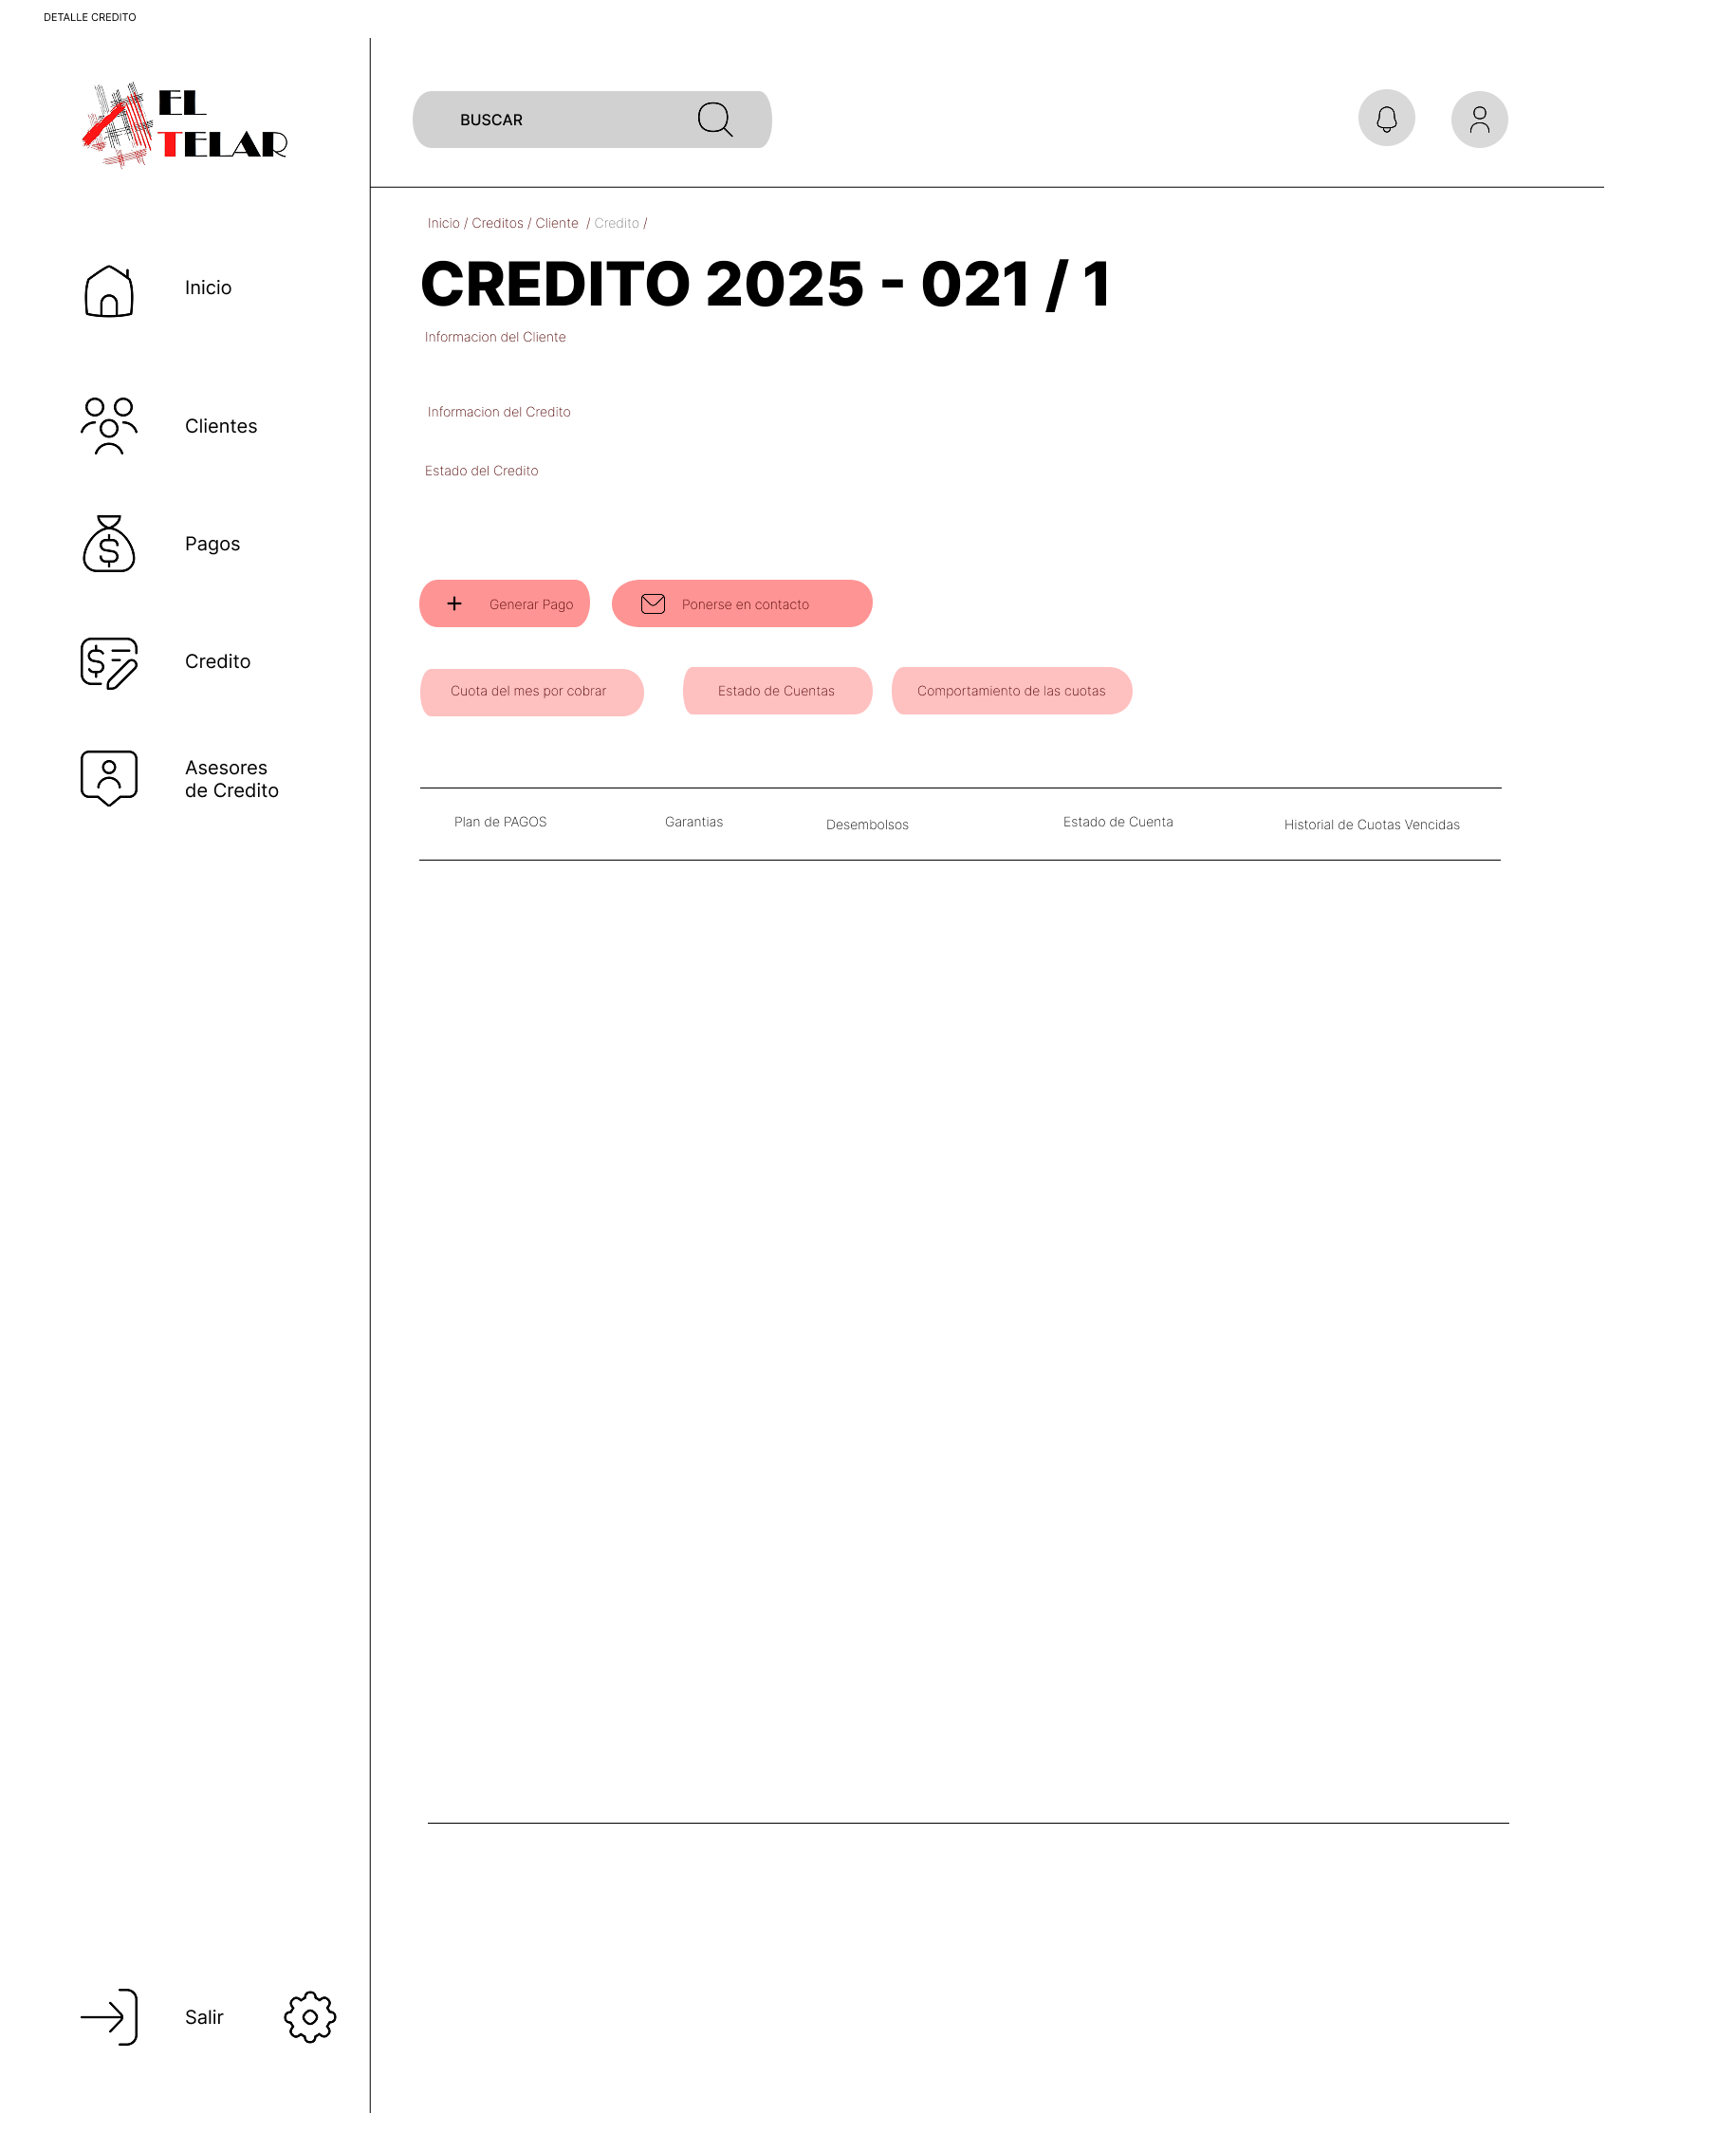 DETALLE CREDITO
EL
TELAR
BUSCAR
Inicio / Creditos / Cliente / Credito /
CREDITO 2025 - 021 / 1
Inicio
Informacion del Cliente
Informacion del Credito
Clientes
Estado del Credito
Pagos
Generar Pago
Ponerse en contacto
Credito
Cuota del mes por cobrar
Estado de Cuentas
Comportamiento de las cuotas
Asesores
de Credito
Plan de PAGOS
Garantias
Desembolsos
Estado de Cuenta
Historial de Cuotas Vencidas
Salir